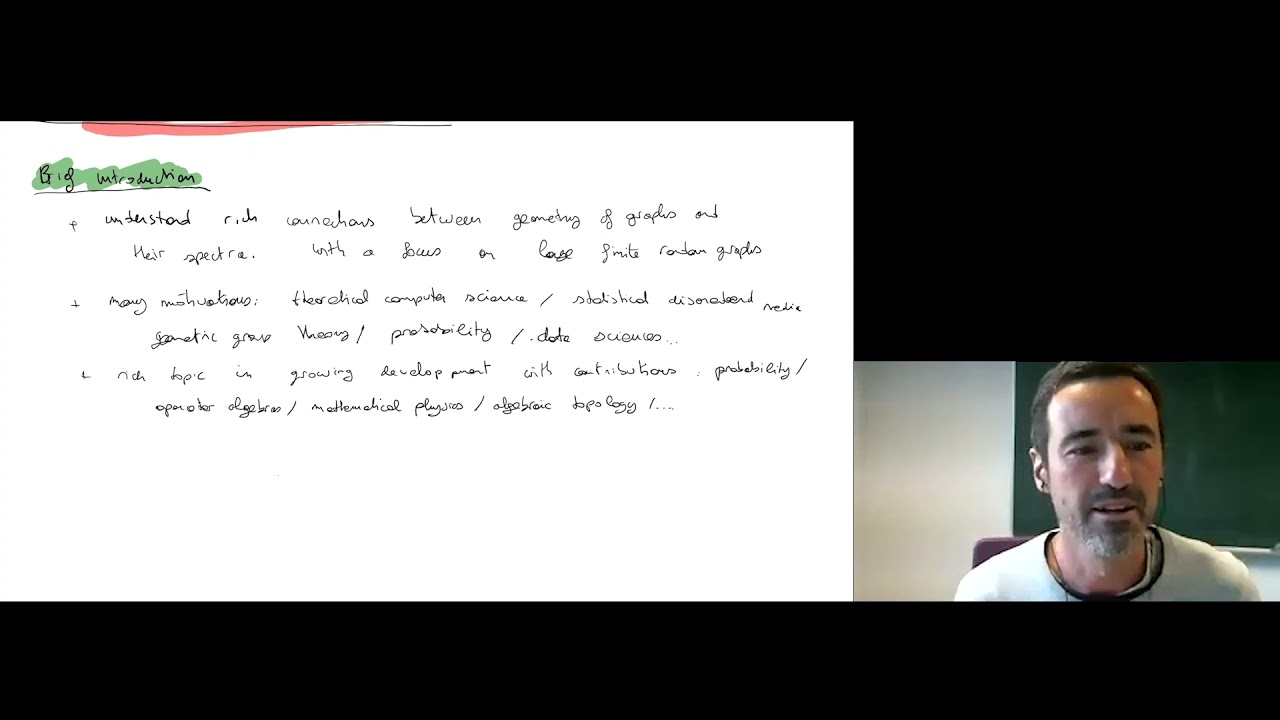 Brief introduction
+ understand rich connections between geometry of graphs and
their spectra. With a focus on large finite random graphs
+ many motivations: theoretical computer science / statistical disordered media
geometric group theory / probability / data sciences...
+ rich topic in growing development with contributions: probability /
operator algebras / mathematical physics / algebraic topology / ....